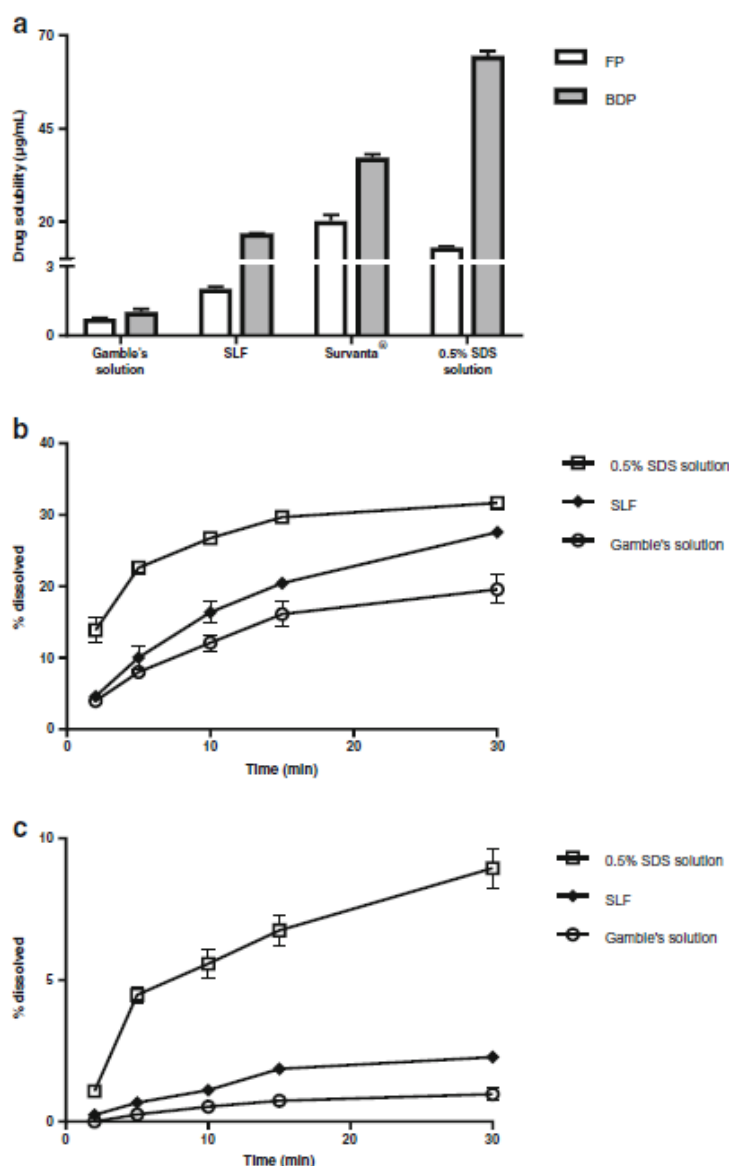 a
70
45
20
3
0
Drug solubility (µg/mL)
FP
BDP
Gamble's
solution
SLF
Survanta®
0.5% SDS
solution
b
40
30
20
10
0
% dissolved
0
10
20
30
Time (min)
0.5% SDS solution
SLF
Gamble's solution
c
10
5
0
% dissolved
0
10
20
30
Time (min)
0.5% SDS solution
SLF
Gamble's solution